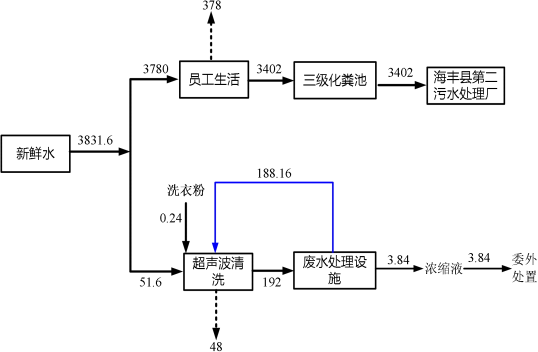 378
3780
员工生活
3402
三级化粪池
3402
海丰县第二
污水处理厂
新鲜水
3831.6
洗衣粉
0.24
188.16
51.6
超声波清
洗
192
废水处理设
施
3.84
浓缩液
3.84
委外
处置
48